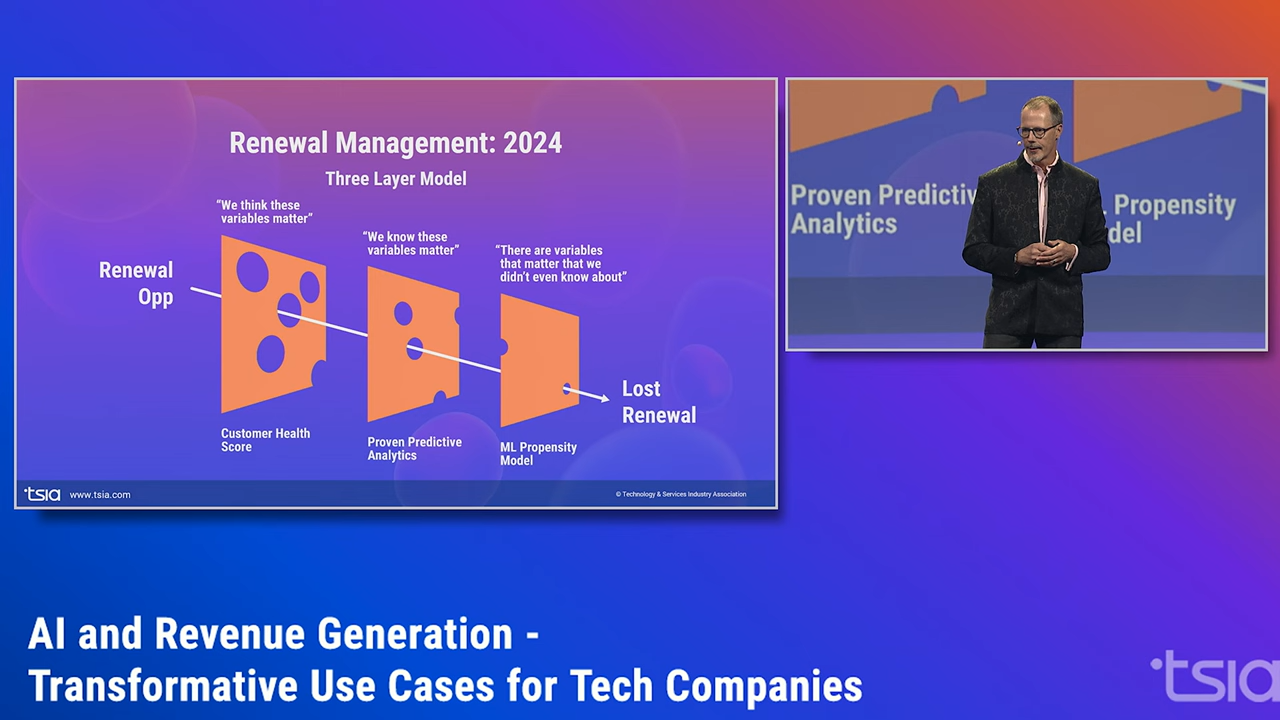 Renewal Management: 2024
Three Layer Model
“We think these
variables matter”
“We know these
variables matter”
“There are variables
that matter that we
didn’t even know about”
Renewal
Opp
Lost
Renewal
Customer Health
Score
Proven Predictive
Analytics
ML Propensity
Model
tsia www.tsia.com
© Technology & Services Industry Association
Proven Predictiv
Analytics
Propensity
del
AI and Revenue Generation -
Transformative Use Cases for Tech Companies
tsia